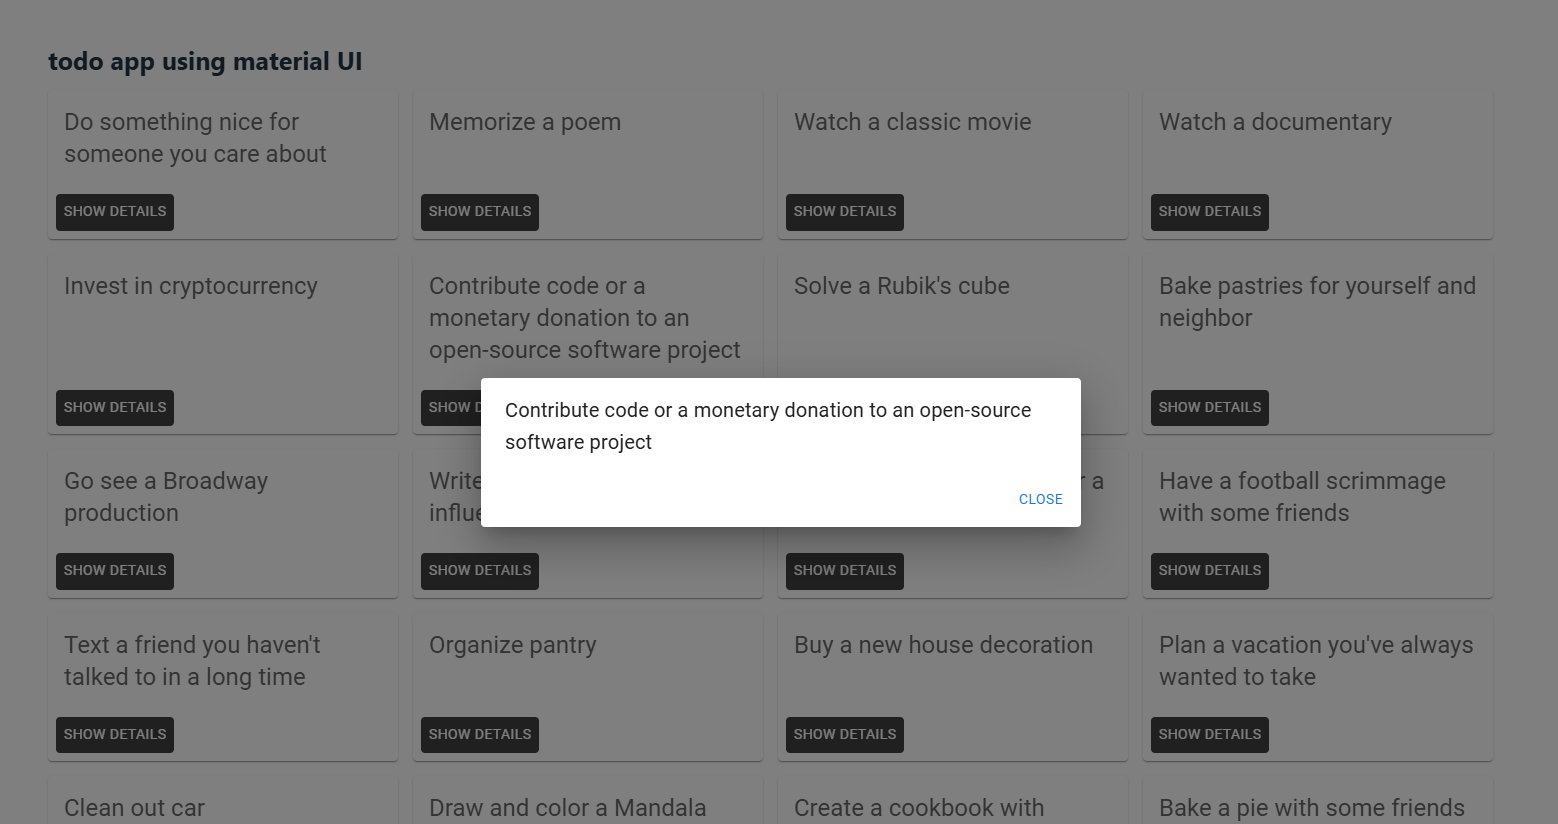 todo app using material UI
Do something nice for
someone you care about
SHOW DETAILS
Memorize a poem
SHOW DETAILS
Watch a classic movie
SHOW DETAILS
Watch a documentary
SHOW DETAILS
Invest in cryptocurrency
SHOW DETAILS
Contribute code or a
monetary donation to an
open-source software project
SHOW
Solve a Rubik's cube
Bake pastries for yourself and
neighbor
SHOW DETAILS
Contribute code or a monetary donation to an open-source
software project
CLOSE
Go see a Broadway
production
SHOW DETAILS
Write
SHOW DETAILS
a
SHOW DETAILS
Have a football scrimmage
with some friends
SHOW DETAILS
Text a friend you haven't
talked to in a long time
SHOW DETAILS
Organize pantry
SHOW DETAILS
Buy a new house decoration
SHOW DETAILS
Plan a vacation you've always
wanted to take
SHOW DETAILS
Clean out car
Draw and color a Mandala
Create a cookbook with
Bake a pie with some friends